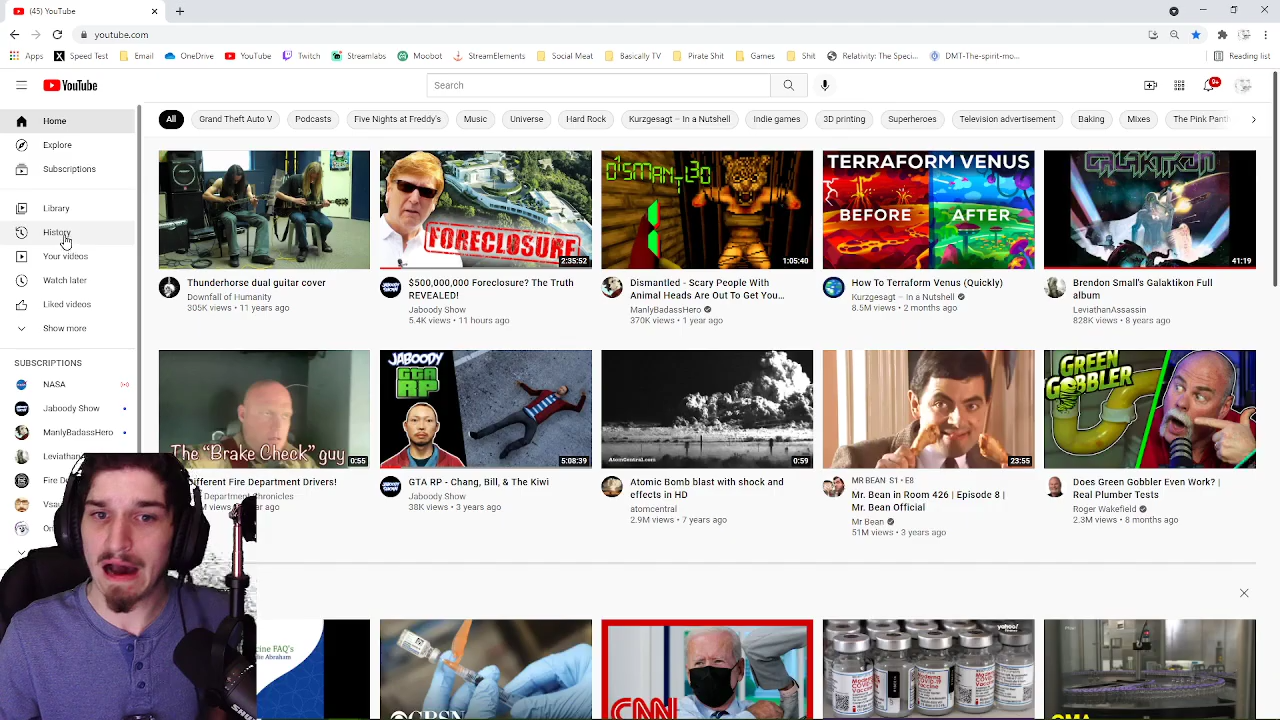 (45) YouTube
youtube.com
Apps
Speed Test
Email
OneDrive
YouTube
Twitch
Streamlabs
Moobot
StreamElements
Social Meat
Basically TV
Pirate Shit
Games
Shit
Relativity: The Speci...
DMT-The-spirit-mo...
Reading list
YouTube
Search
9+
Home
Explore
Subscriptions
Library
History
Your videos
Watch later
Liked videos
Show more
SUBSCRIPTIONS
NASA
Jaboody Show
ManlyBadassHero
All
Grand Theft Auto V
Podcasts
Five Nights at Freddy's
Music
Universe
Hard Rock
Kurzgesagt – In a Nutshell
Indie games
3D printing
Superheroes
Television advertisement
Baking
Mixes
Thunderhorse dual guitar cover
Downfall of Humanity
305K views • 11 years ago
FORECLOSURE
2:35:52
$500,000,000 Foreclosure? The Truth
REVEALED!
Jaboody Show
5.4K views • 11 hours ago
1:05:40
Dismantled - Scary People With
Animal Heads Are Out To Get You...
ManlyBadassHero
370K views • 1 year ago
TERRAFORM VENUS
BEFORE
AFTER
How To Terraform Venus (Quickly)
Kurzgesagt – In a Nutshell
8.5M views • 2 months ago
GALAKTIKON
41:19
Brendon Small's Galaktikon Full
album
LeviathanAssassin
828K views • 8 years ago
The "Brake Check" guy
0:55
Different Fire Department Drivers!
Department Chronicles
JABOODY
GTA
RP
5:08:39
GTA RP - Chang, Bill, & The Kiwi
Jaboody Show
38K views • 3 years ago
AtomCentral.com
0:59
Atomic Bomb blast with shock and
effects in HD
atomcentral
2.9M views • 7 years ago
23:55
MR BEAN S1 • E8
Mr. Bean in Room 426 | Episode 8 |
Mr. Bean Official
Mr Bean
51M views • 3 years ago
GREEN
GOBBLER
Does Green Gobbler Even Work? |
Real Plumber Tests
Roger Wakefield
2.3M views • 8 months ago
CBSN
CNN
yahoo!